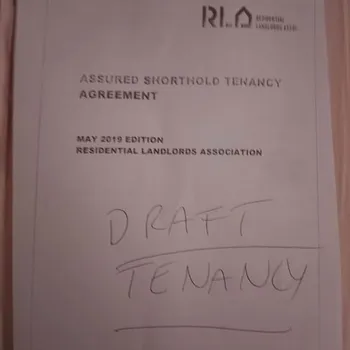 RLA RESIDENTIAL
LANDLORDS ASSOC.
ASSURED SHORTHOLD TENANCY
AGREEMENT
MAY 2019 EDITION
RESIDENTIAL LANDLORDS ASSOCIATION
DRAFT
TENANCY